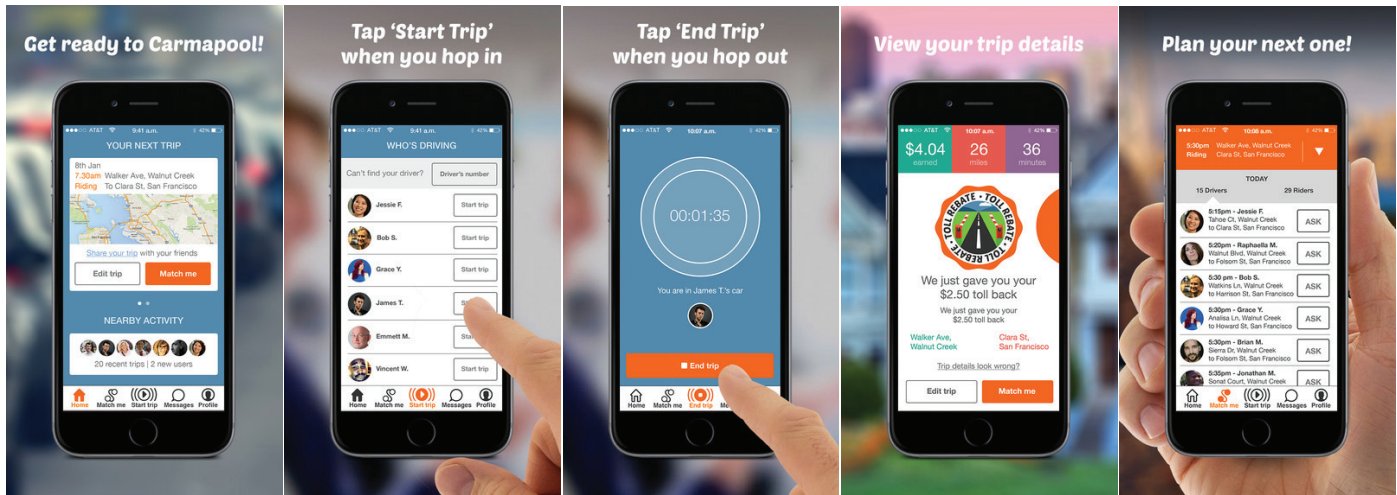 Get ready to Carmapool!
●●●○○ AT&T 9:41 a.m. 42%
YOUR NEXT TRIP
8th Jan
7.30am Walker Ave, Walnut Creek
Riding To Clara St, San Francisco
Share your trip with your friends
Edit trip Match me
NEARBY ACTIVITY
20 recent trips | 2 new users
Home Match me Start trip Messages Profile
Tap ‘Start Trip’
when you hop in
●●●○○ AT&T 9:41 a.m. 42%
WHO'S DRIVING
Can't find your driver? Driver's number
Jessie F. Start trip
Bob S. Start trip
Grace Y. Start trip
James T. Start
Emmett M. Start
Vincent W. Start trip
Home Match me Start trip Messages Profile
Tap ‘End Trip’
when you hop out
●●●○○ AT&T 10:07 a.m. 42%
00:01:35
You are in James T.'s car
End trip
Home Match me End trip Messages Profile
View your trip details
●●●○○ AT&T 10:07 a.m. 42%
$4.04 26 36
earned miles minutes
TOLL REBATE • TOLL REBATE • TOLL REBATE •
We just gave you your
$2.50 toll back
We just gave you your
$2.50 toll back
Walker Ave, Clara St,
Walnut Creek San Francisco
Trip details look wrong?
Edit trip Match me
Plan your next one!
●●●○○ AT&T 10:08 a.m. 42%
5:30pm Walker Ave, Walnut Creek
Riding Clara St, San Francisco
TODAY
15 Drivers 29 Riders
5:15pm - Jessie F.
Tahoe Ct, Walnut Creek
to Clara St, San Francisco
ASK
5:20pm - Raphaella M.
Walnut Blvd, Walnut Creek
to Folsom St, San Francisco
ASK
5:30 pm - Bob S.
Watkins Ln, Walnut Creek
to Harrison St, San Francisco
ASK
5:30pm - Grace Y.
Analisa Ln, Walnut Creek
to Howard St, San Francisco
ASK
5:30pm - Brian M.
Sierra Dr, Walnut Creek
to Folsom St, San Francisco
ASK
5:35pm - Jonathan M.
Sonat Court, Walnut Creek
ASK
Home Match me Start trip Messages Profile